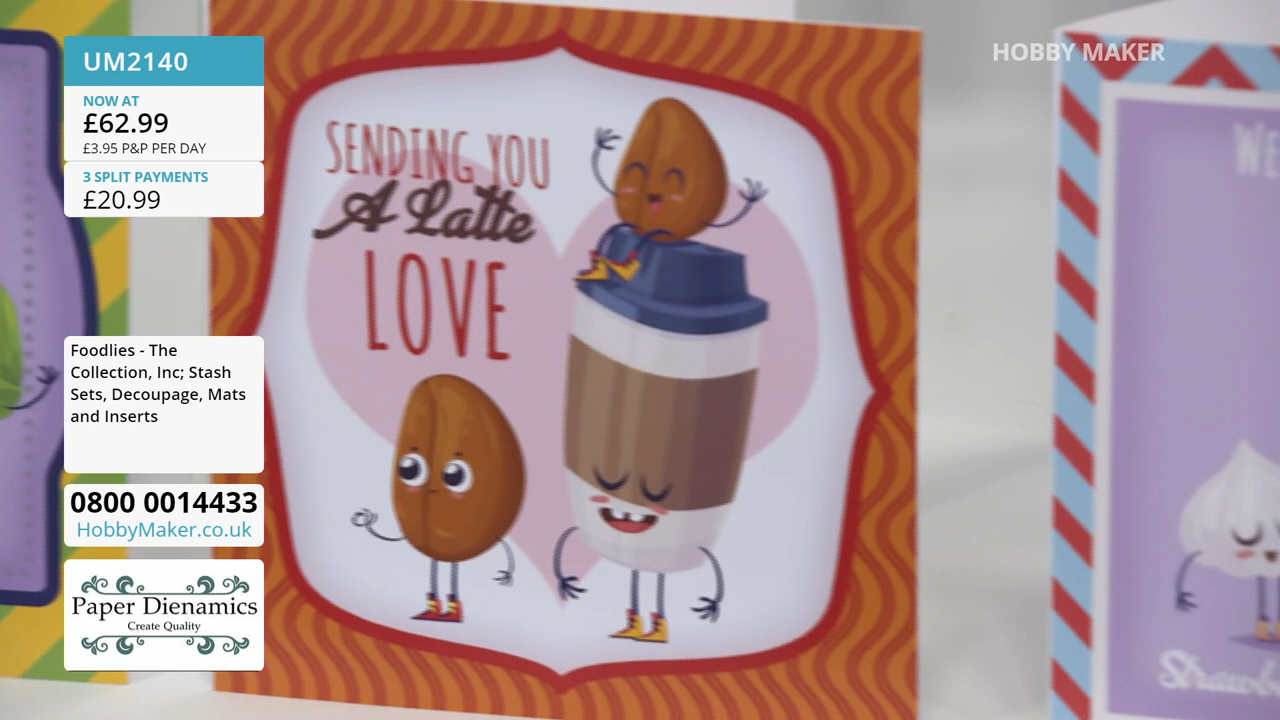 UM2140
NOW AT
£62.99
£3.95 P&P PER DAY
3 SPLIT PAYMENTS
£20.99
Foodlies - The
Collection, Inc; Stash
Sets, Decoupage, Mats
and Inserts
0800 0014433
HobbyMaker.co.uk
Paper Dienamics
Create Quality
HOBBY MAKER
SENDING YOU
A Latte
LOVE